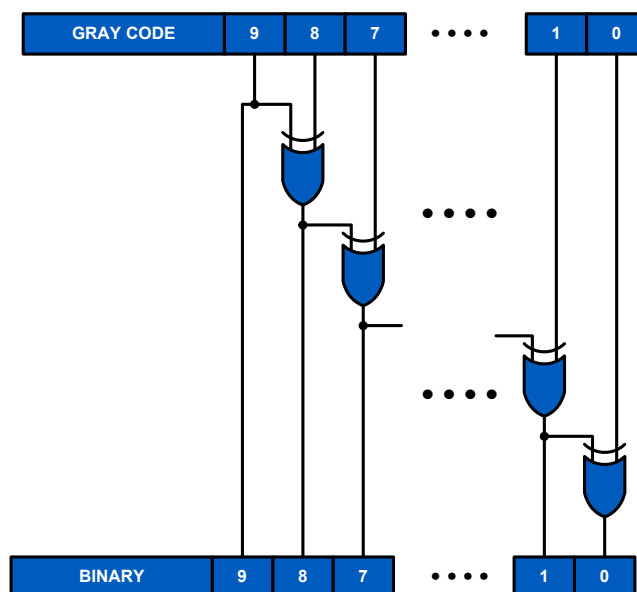 GRAY CODE 9 8 7 •••• 1 0
BINARY 9 8 7 •••• 1 0